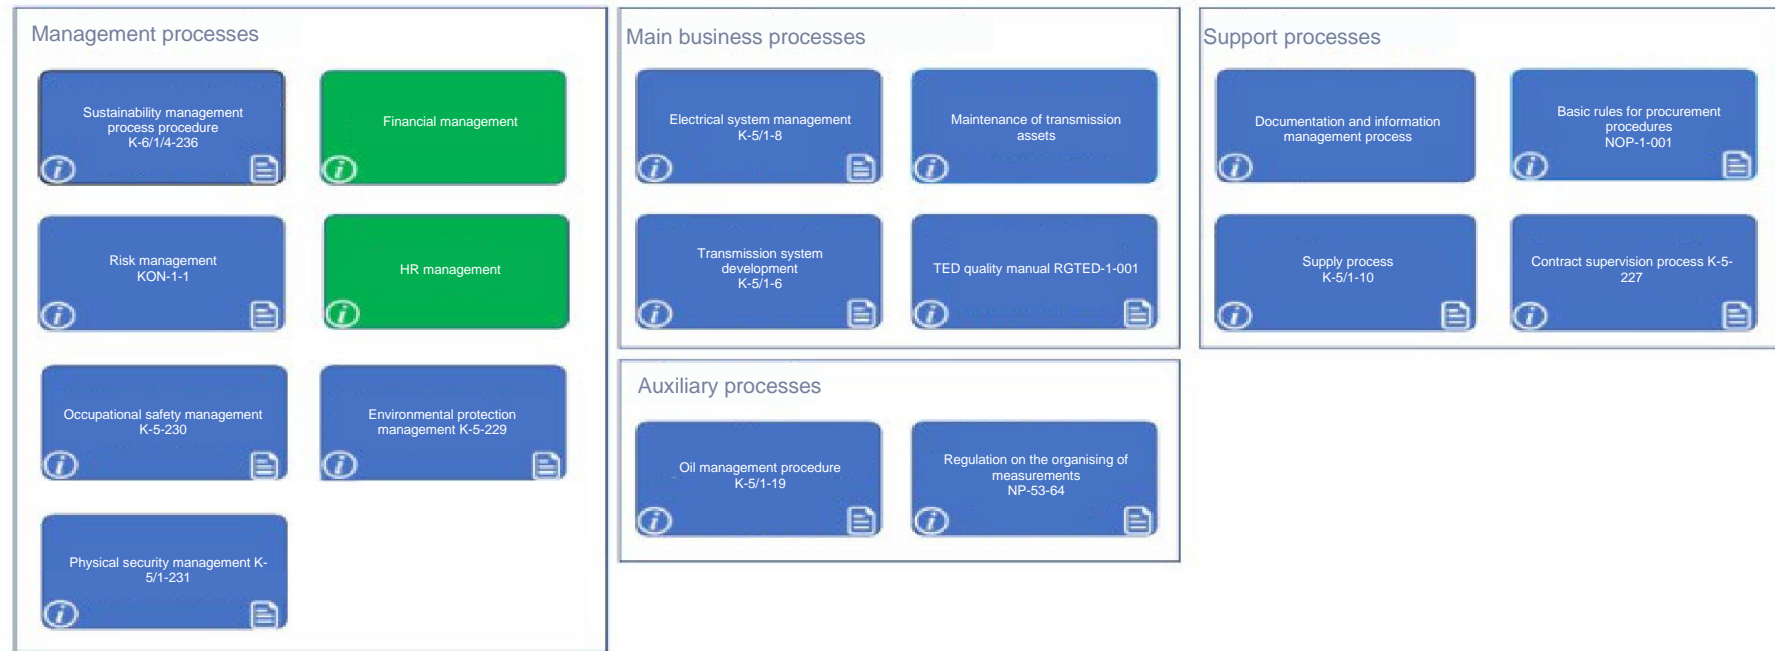 Management processes
Sustainability management
process procedure
K-6/1/4-236
Financial management
Risk management
KON-1-1
HR management
Occupational safety management
K-5-230
Environmental protection
management K-5-229
Physical security management K-
5/1-231
Main business processes
Electrical system management
K-5/1-8
Maintenance of transmission
assets
Transmission system
development
K-5/1-6
TED quality manual RGTED-1-001
Auxiliary processes
Oil management procedure
K-5/1-19
Regulation on the organising of
measurements
NP-53-64
Support processes
Documentation and information
management process
Basic rules for procurement
procedures
NOP-1-001
Supply process
K-5/1-10
Contract supervision process K-5-
227